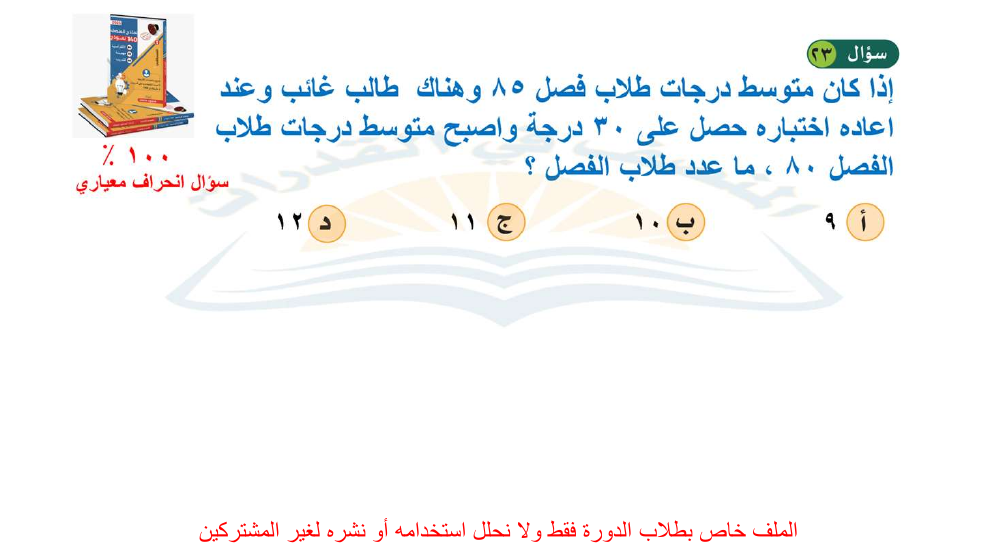 سؤال ٢٣
إذا كان متوسط درجات طلاب فصل ٨٥ وهناك طالب غائب وعند
اعاده اختباره حصل على ٣٠ درجة واصبح متوسط درجات طلاب
الفصل ٨٠ ، ما عدد طلاب الفصل ؟
١٠٠ ٪
سؤال انحراف معياري
أ ٩ ب ١٠ ج ١١ د ١٢
الملف خاص بطلاب الدورة فقط ولا نحلل استخدامه أو نشره لغير المشتركين